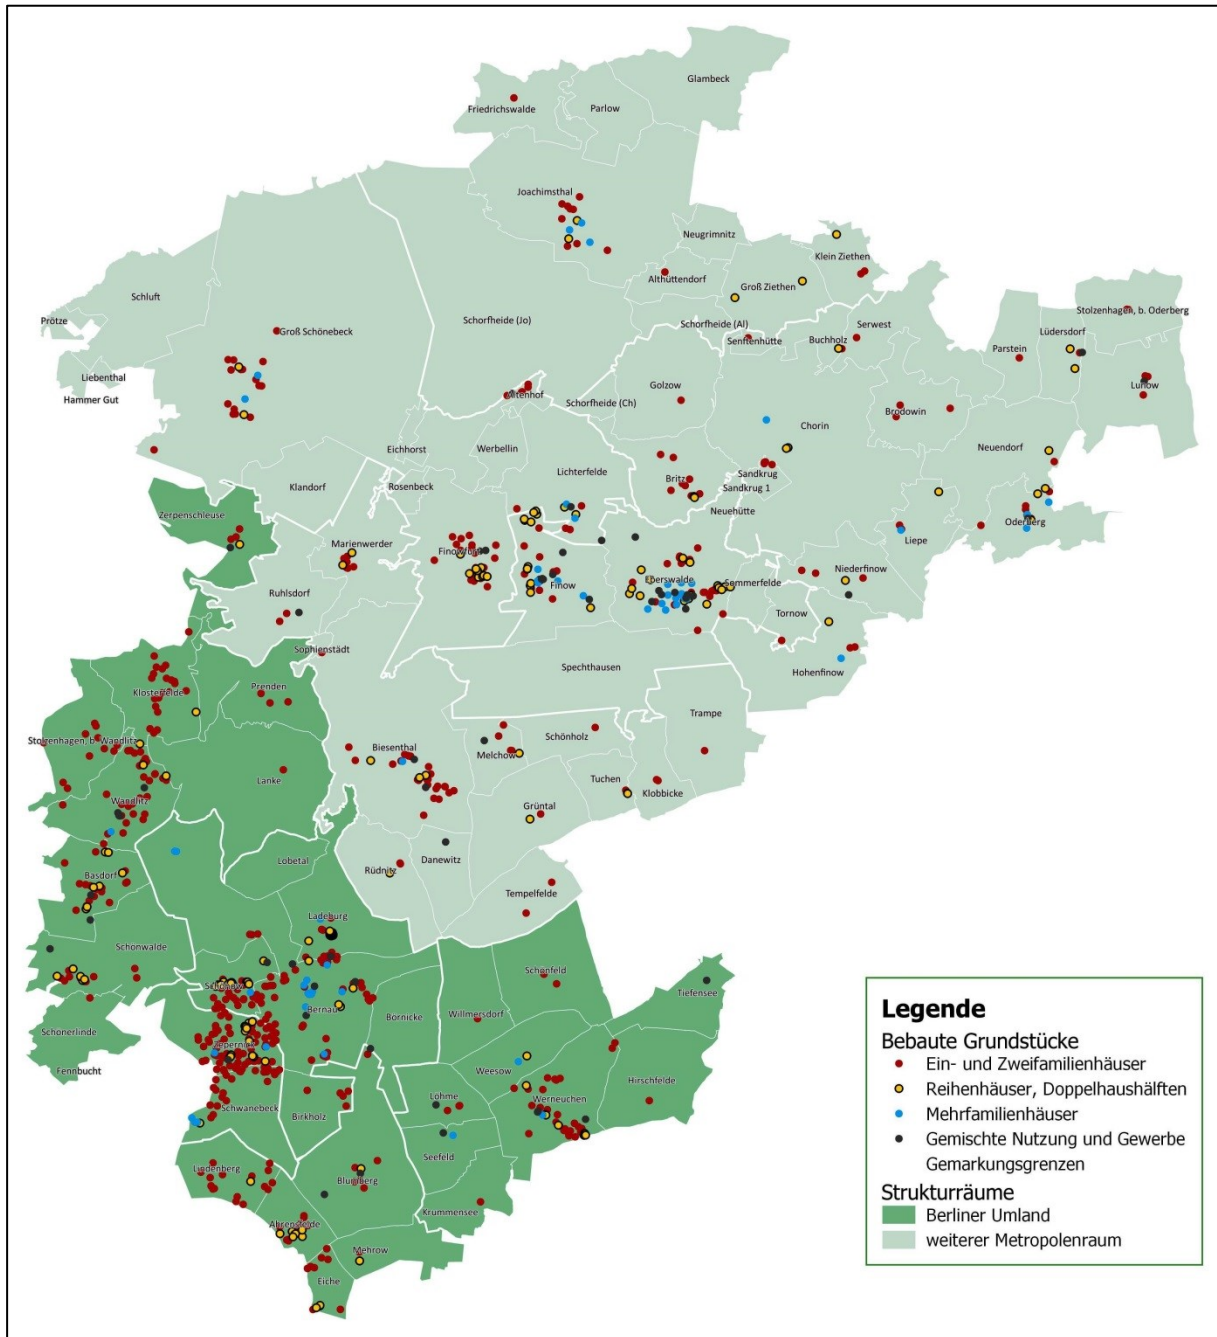 Glambeck
Friedrichswalde
Parlow
Joachimsthal
Neugrimnitz
Klein Ziethen
Althüttendorf
Groß Ziethen
Schluft
Prötze
Groß Schönebeck
Schorfheide (Jo)
Schorfheide (Al)
Senftenhütte
Buchholz
Serwest
Parstein
Lüdersdorf
Stolzenhagen, b. Oderberg
Liebenthal
Hammer Gut
Altenhof
Schorfheide (Ch)
Golzow
Lunow
Brodowin
Chorin
Eichhorst
Werbellin
Neuendorf
Lichterfelde
Klandorf
Rosenbeck
Britz
Sandkrug
Sandkrug 1
Zerpenschleuse
Neuehütte
Oderberg
Liepe
Marienwerder
Finowfurt
Finow
Eberswalde
Sommerfelde
Niederfinow
Ruhlsdorf
Tornow
Sophienstädt
Spechthausen
Hohenfinow
Klosterfelde
Prenden
Trampe
Stolzenhagen, b. Wandlitz
Biesenthal
Melchow
Schönholz
Lanke
Tuchen
Klobbicke
Wandlitz
Grüntal
Lobetal
Danewitz
Basdorf
Rüdnitz
Tempelfelde
Ladeburg
Schönwalde
Schönow
Schönfeld
Tiefensee
Bernau
Willmersdorf
Börnicke
Schönerlinde
Zepernick
Fennbucht
Weesow
Hirschfelde
Werneuchen
Löhme
Schwanebeck
Birkholz
Seefeld
Lindenberg
Blumberg
Krummensee
Ahrensfelde
Mehrow
Eiche
Legende
Bebaute Grundstücke
Ein- und Zweifamilienhäuser
Reihenhäuser, Doppelhaushälften
Mehrfamilienhäuser
Gemischte Nutzung und Gewerbe
Gemarkungsgrenzen
Strukturräume
Berliner Umland
weiterer Metropolenraum